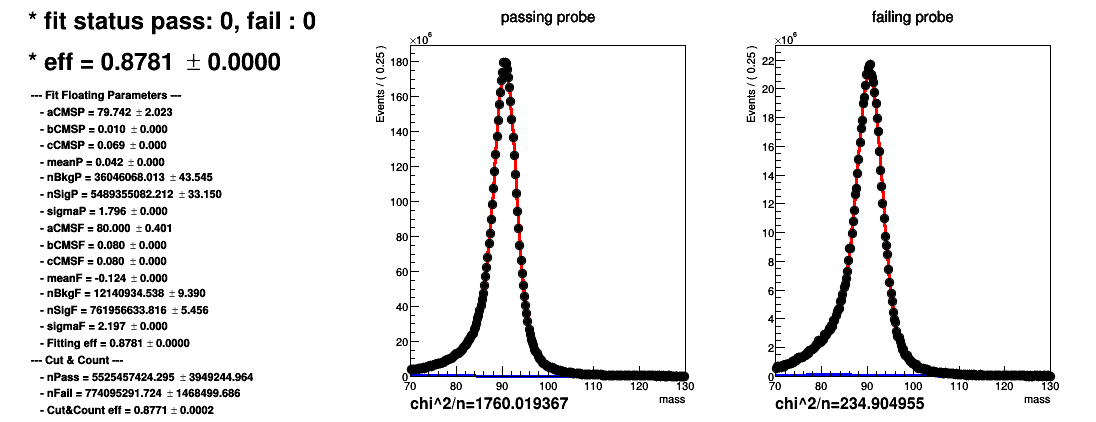 * fit status pass: 0, fail : 0
* eff = 0.8781 ± 0.0000
--- Fit Floating Parameters ---
- aCMSP = 79.742 ± 2.023
- bCMSP = 0.010 ± 0.000
- cCMSP = 0.069 ± 0.000
- meanP = 0.042 ± 0.000
- nBkgP = 36046068.013 ± 43.545
- nSigP = 5489355082.212 ± 33.150
- sigmaP = 1.796 ± 0.000
- aCMSF = 80.000 ± 0.401
- bCMSF = 0.080 ± 0.000
- cCMSF = 0.080 ± 0.000
- meanF = -0.124 ± 0.000
- nBkgF = 12140934.538 ± 9.390
- nSigF = 761956633.816 ± 5.456
- sigmaF = 2.197 ± 0.000
- Fitting eff = 0.8781 ± 0.0000
--- Cut & Count ---
- nPass = 5525457424.295 ± 3949244.964
- nFail = 774095291.724 ± 1468499.686
- Cut&Count eff = 0.8771 ± 0.0002
passing probe
×10^6
Events / ( 0.25 )
180
160
140
120
100
80
60
40
20
0
70 80 90 100 110 120 130
mass
chi^2/n=1760.019367
failing probe
×10^6
Events / ( 0.25 )
22
20
18
16
14
12
10
8
6
4
2
0
70 80 90 100 110 120 130
mass
chi^2/n=234.904955